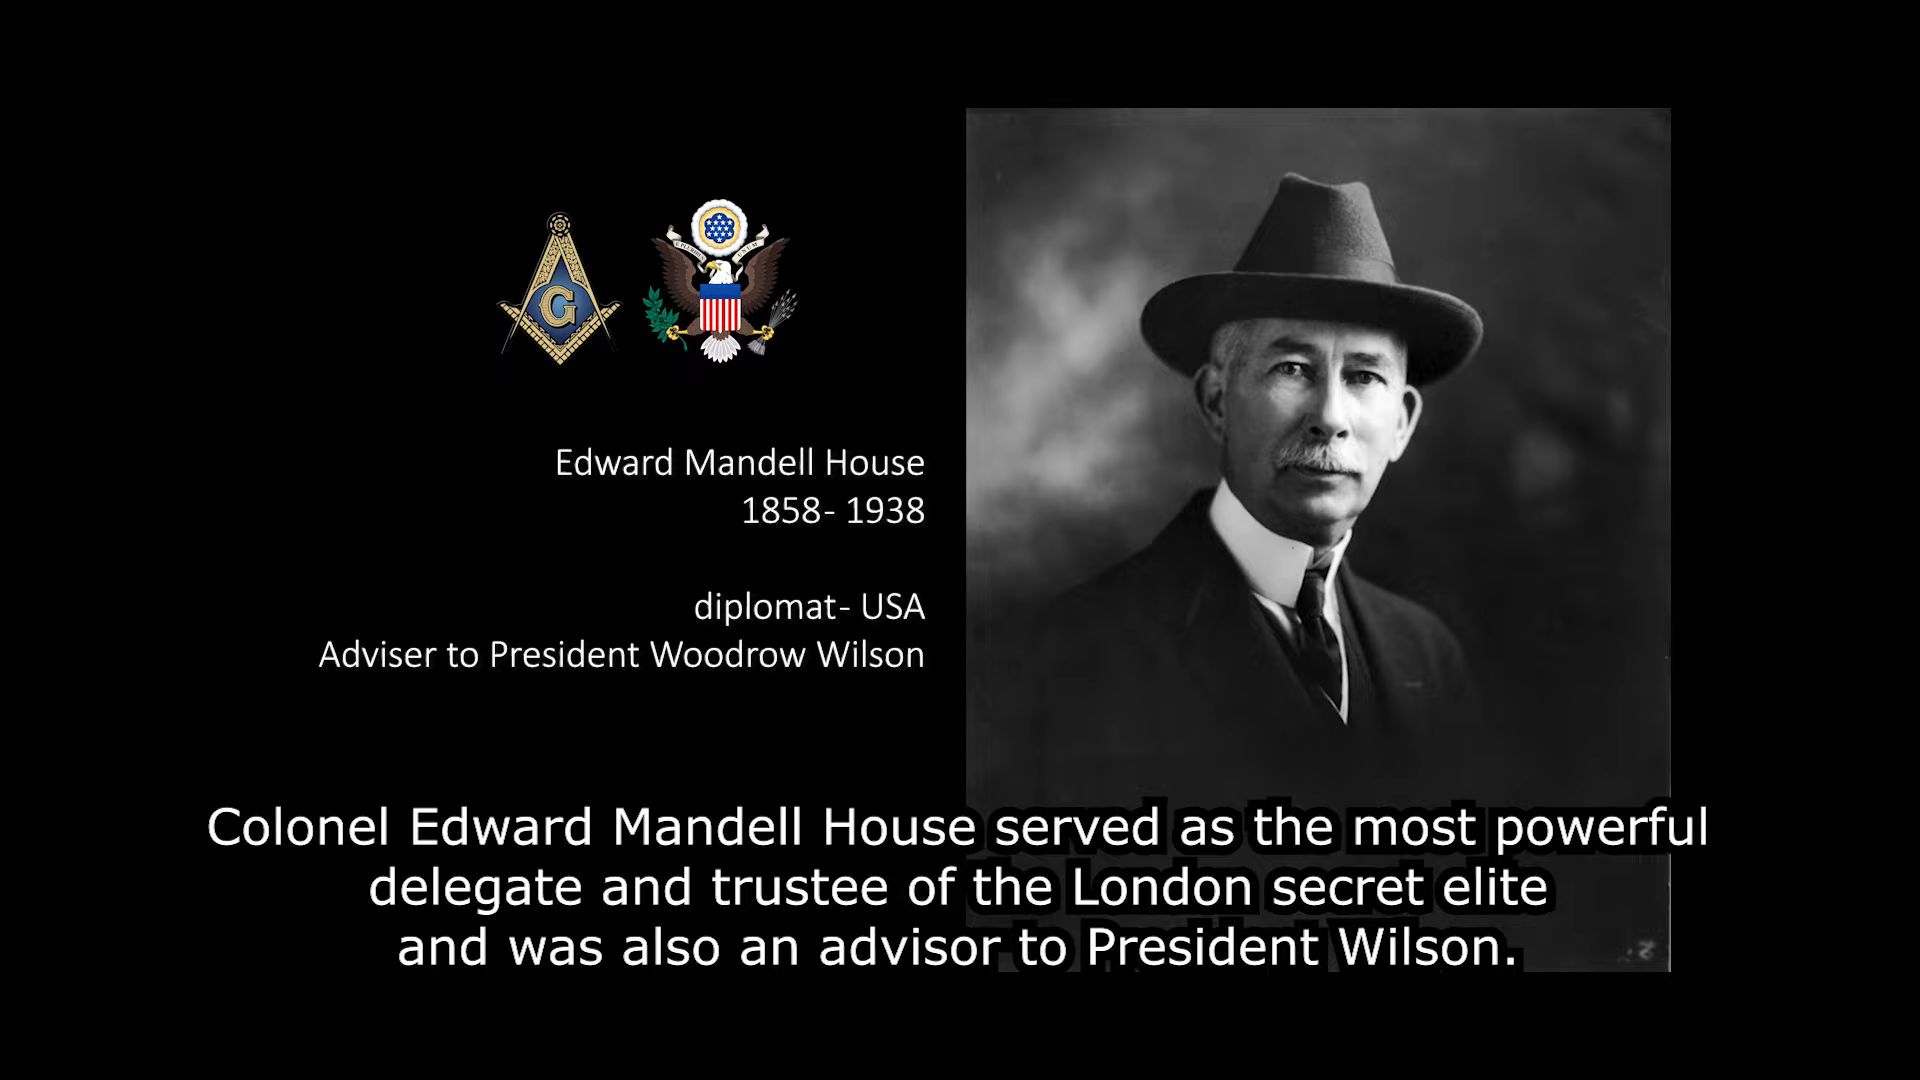 G
Edward Mandell House
1858- 1938
diplomat- USA
Adviser to President Woodrow Wilson
Colonel Edward Mandell House served as the most powerful
delegate and trustee of the London secret elite
and was also an advisor to President Wilson.